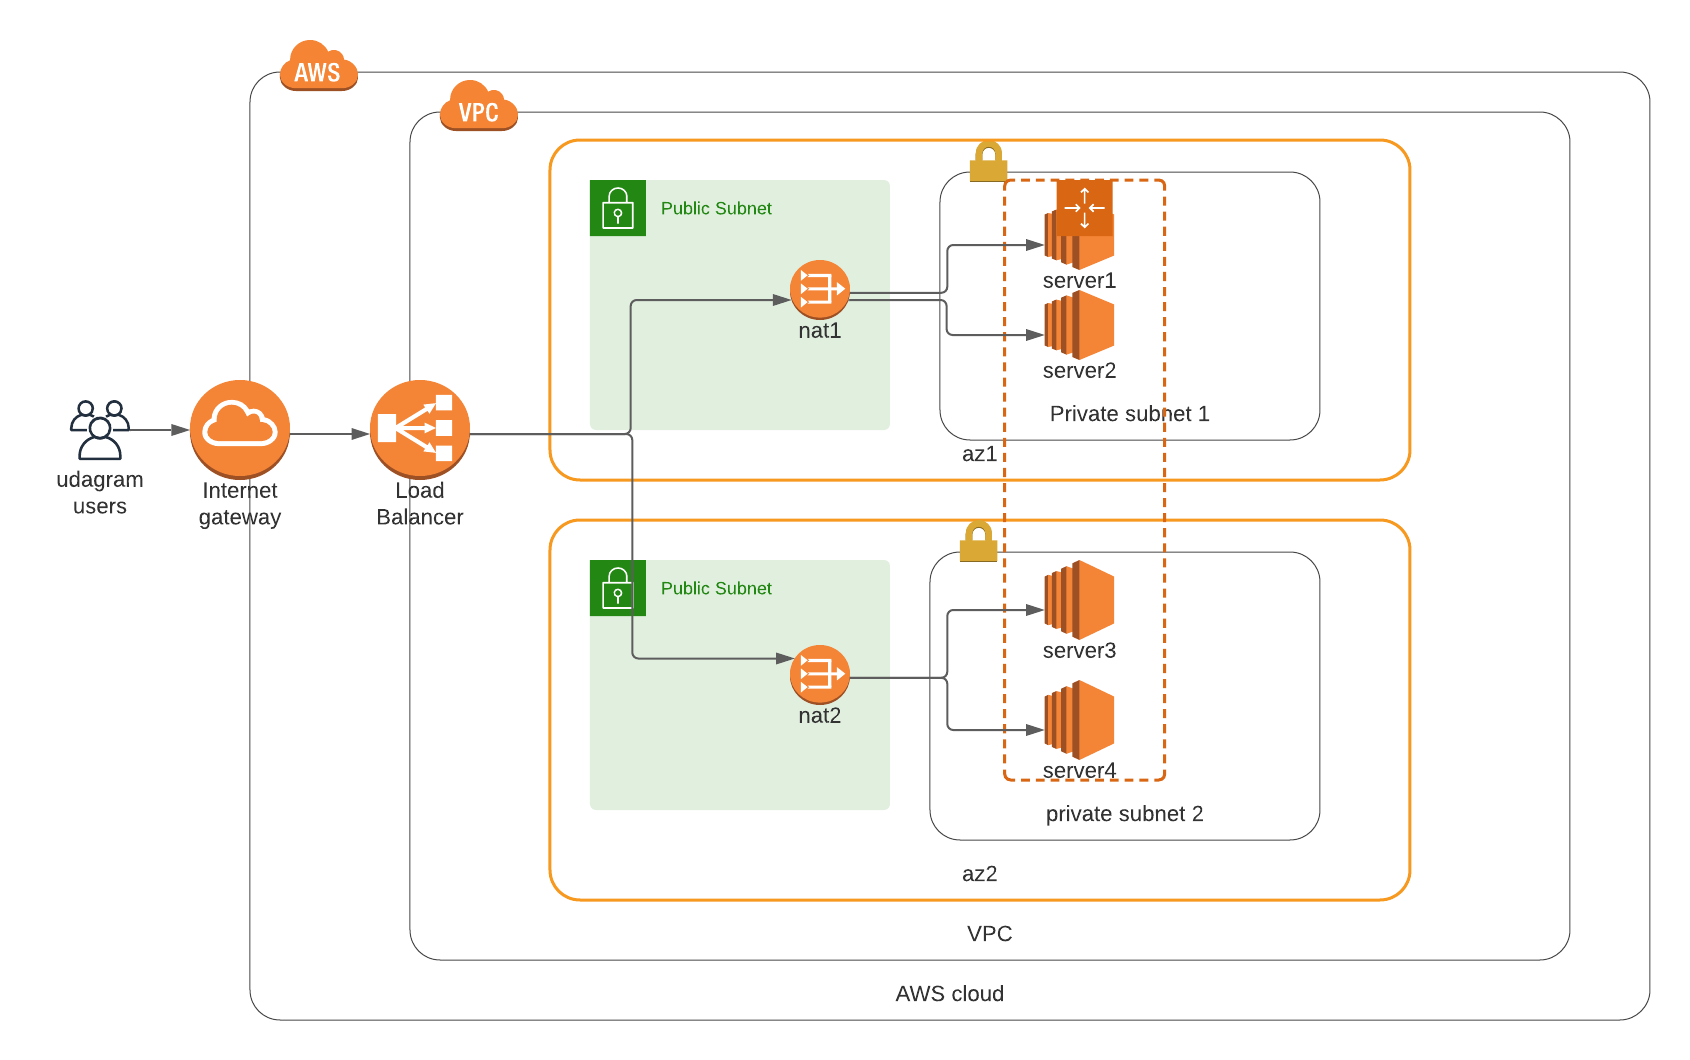 AWS
VPC
Public Subnet
nat1
server1
server2
Private subnet 1
az1
udagram
users
Internet
gateway
Load
Balancer
Public Subnet
nat2
server3
server4
private subnet 2
az2
VPC
AWS cloud